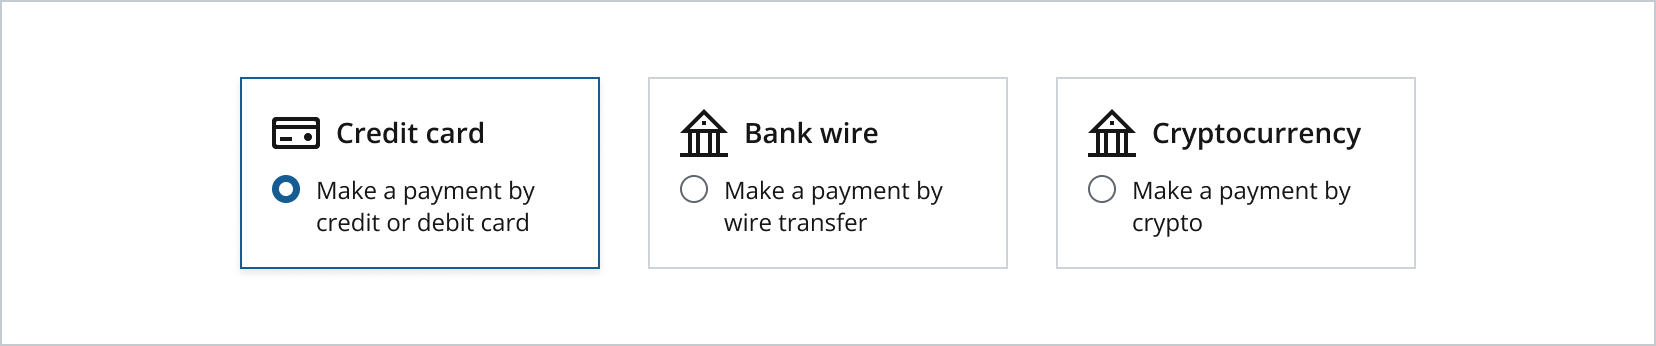 Credit card
Make a payment by
credit or debit card
Bank wire
Make a payment by
wire transfer
Cryptocurrency
Make a payment by
crypto